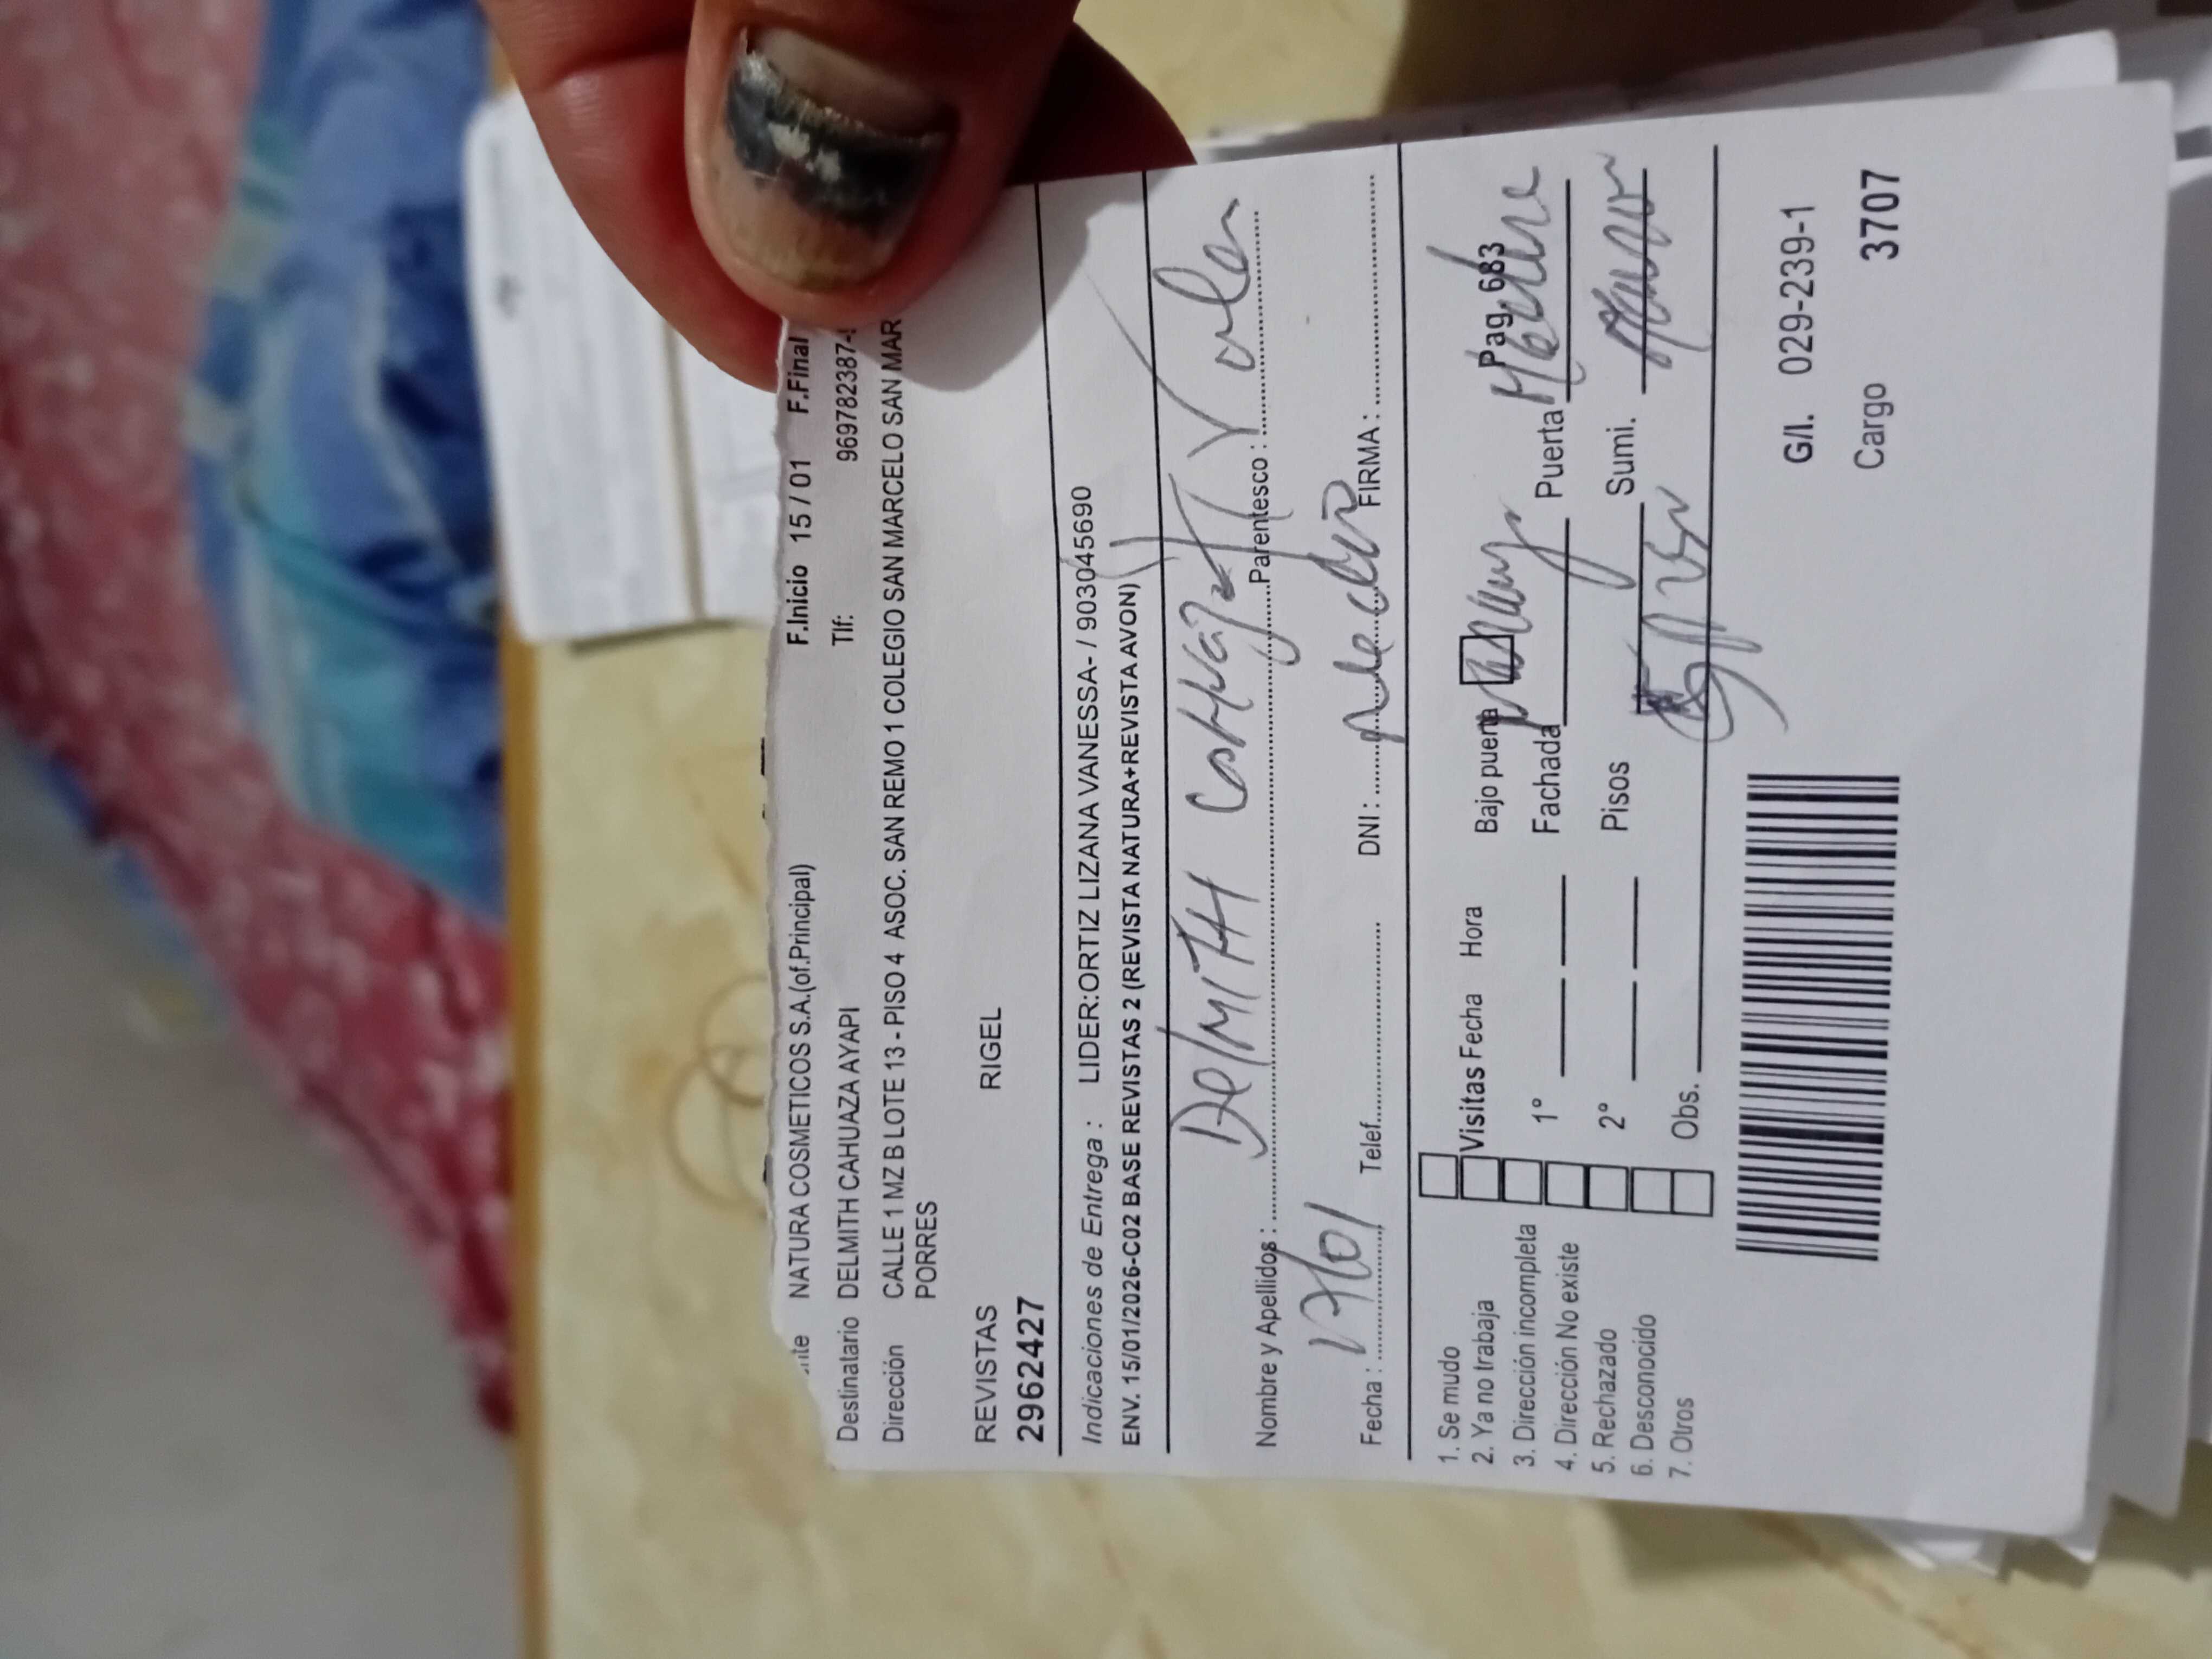 NATURA COSMETICOS S.A.(of.Principal) F.Inicio 15 / 01 F.Final
Destinatario DELMITH CAHUAZA AYAPI Tlf: 969782387-
Dirección CALLE 1 MZ B LOTE 13 - PISO 4 ASOC. SAN REMO 1 COLEGIO SAN MARCELO SAN MAR
PORRES
REVISTAS RIGEL
2962427
Indicaciones de Entrega : LIDER:ORTIZ LIZANA VANESSA- / 903045690
ENV. 15/01/2026-C02 BASE REVISTAS 2 (REVISTA NATURA+REVISTA AVON)
Nombre y Apellidos : DelMITH Parentesco :
Fecha : 17/01 Telef. DNI : FIRMA :
1. Se mudo
2. Ya no trabaja Visitas Fecha Hora Bajo puerta Pag. 683
3. Dirección incompleta 1° Fachada Puerta
4. Dirección No existe
5. Rechazado 2° Pisos Sumi.
6. Desconocido
7. Otros Obs.
G/I. 029-239-1
Cargo 3707